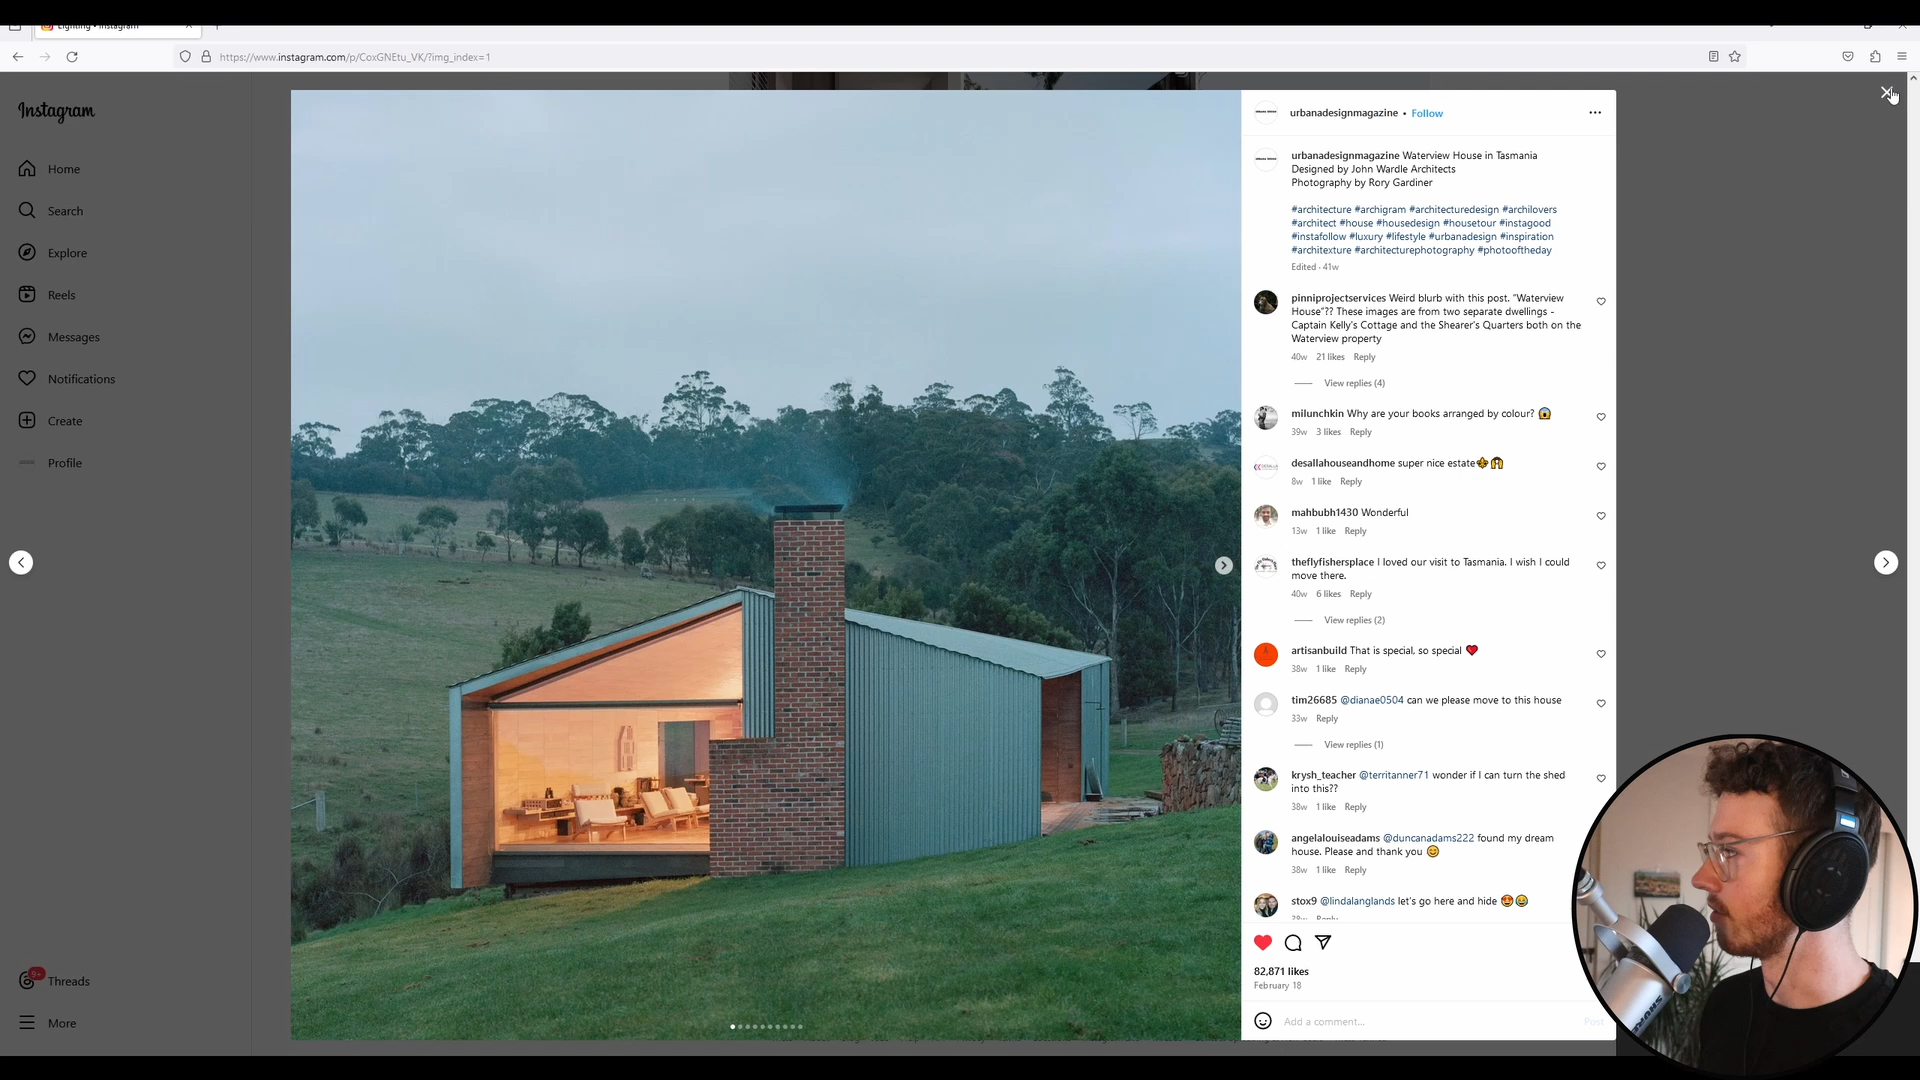 Lighting • Instagram
https://www.instagram.com/p/CoxGNEtu_VK/?img_index=1
Instagram
Home
Search
Explore
Reels
Messages
Notifications
Create
Profile
9+
Threads
More
urbanadesignmagazine • Follow
urbanadesignmagazine Waterview House in Tasmania
Designed by John Wardle Architects
Photography by Rory Gardiner
#architecture #archigram #architecturedesign #archilovers
#architect #house #housedesign #housetour #instagood
#instafollow #luxury #lifestyle #urbanadesign #inspiration
#architexture #architecturephotography #photooftheday
Edited · 41w
pinniprojectservices Weird blurb with this post. “Waterview
House”?? These images are from two separate dwellings -
Captain Kelly’s Cottage and the Shearer’s Quarters both on the
Waterview property
40w 21 likes Reply
View replies (4)
milunchkin Why are your books arranged by colour? 😱
39w 3 likes Reply
desallahouseandhome super nice estate
8w 1 like Reply
mahbubh1430 Wonderful
13w 1 like Reply
theflyfishersplace I loved our visit to Tasmania. I wish I could
move there.
40w 6 likes Reply
View replies (2)
artisanbuild That is special, so special ❤️
38w 1 like Reply
tim26685 @dianae0504 can we please move to this house
33w Reply
View replies (1)
krysh_teacher @territanner71 wonder if I can turn the shed
into this??
38w 1 like Reply
angelalouiseadams @duncanadams222 found my dream
house. Please and thank you 😊
38w 1 like Reply
stox9 @lindalanglands let’s go here and hide 😍😂
38w Reply
82,871 likes
February 18
Add a comment...
Post
SHURE